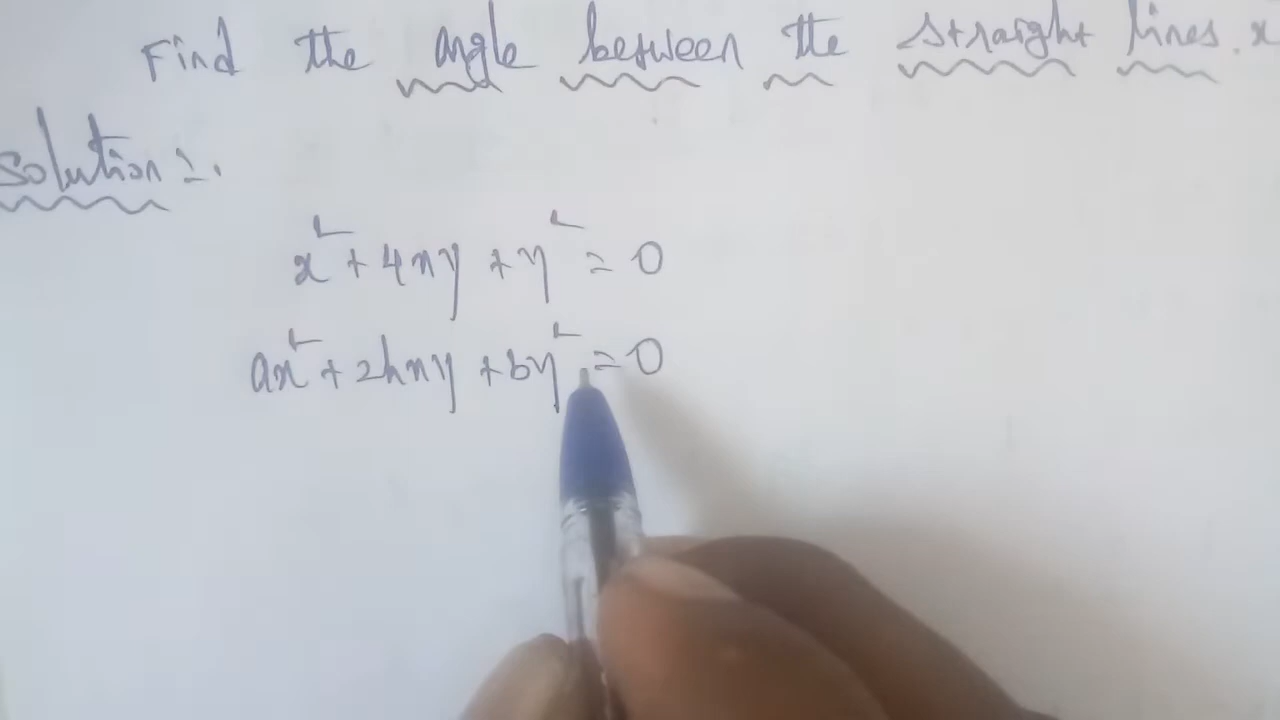 Find the angle between the straight lines. x
Solution:-
x² + 4xy + y² = 0
ax² + 2hxy + by² = 0